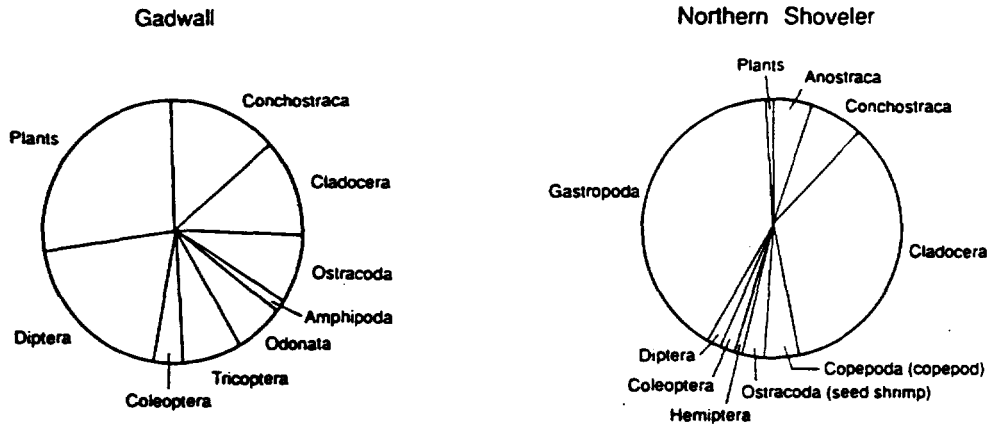 Gadwall
Conchostraca
Plants
Cladocera
Ostracoda
Amphipoda
Odonata
Diptera
Tricoptera
Coleoptera
Northern Shoveler
Plants
Anostraca
Conchostraca
Gastropoda
Cladocera
Diptera
Copepoda (copepod)
Coleoptera
Ostracoda (seed shrimp)
Hemiptera